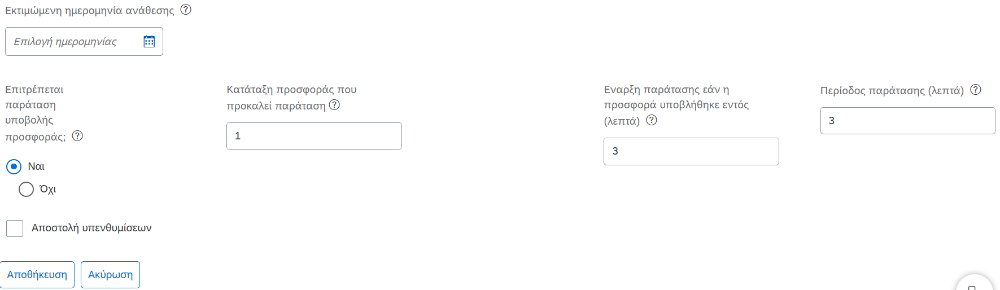 Εκτιμώμενη ημερομηνία ανάθεσης ?
Επιλογή ημερομηνίας
Επιτρέπεται
παράταση
υποβολής
προσφοράς; ?
Ναι
Όχι
Κατάταξη προσφοράς που
προκαλεί παράταση ?
1
Εναρξη παράτασης εάν η
προσφορά υποβλήθηκε εντός
(λεπτά) ?
3
Περίοδος παράτασης (λεπτά) ?
3
Αποστολή υπενθυμίσεων
Αποθήκευση
Ακύρωση